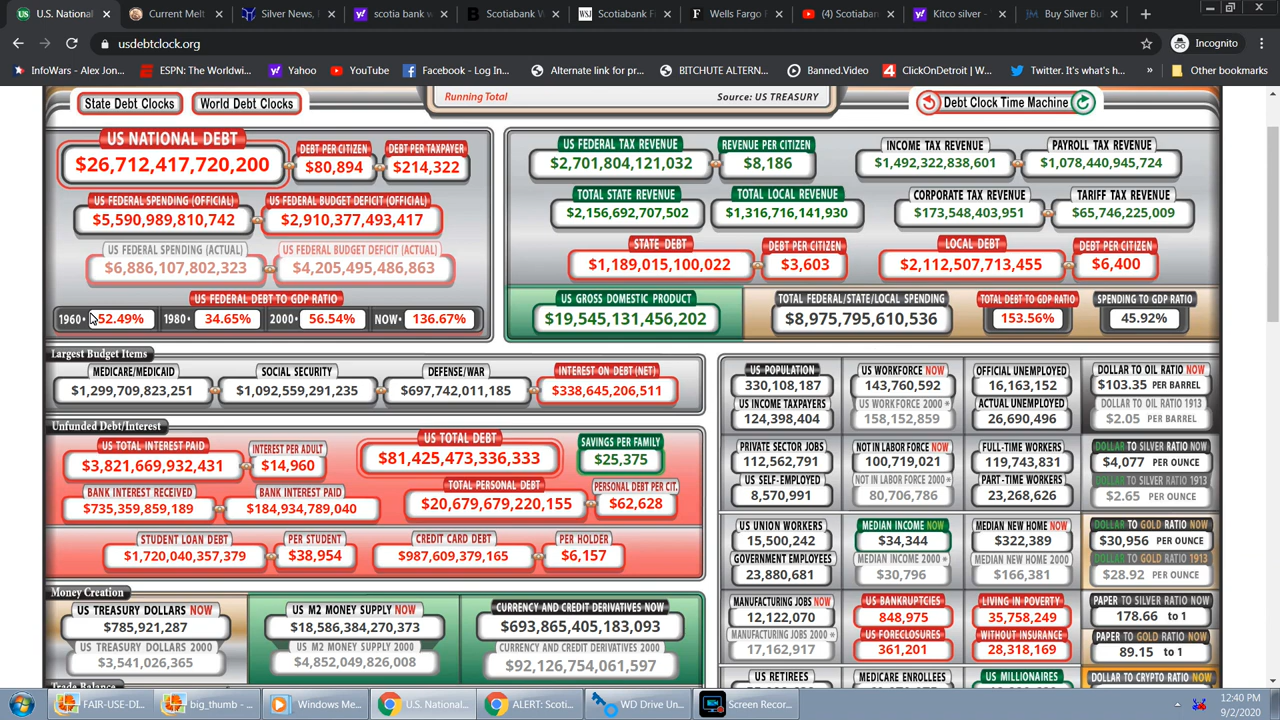 U.S. National
Current Melt
Silver News,
scotia bank w
Scotiabank W
WSJ Scotiabank F
F Wells Fargo
(4) Scotiaban
Kitco silver -
JM Buy Silver Bu
usdebtclock.org
Incognito
InfoWars - Alex Jon...
ESPN: The Worldwi...
Yahoo
YouTube
Facebook - Log In...
Alternate link for pr...
BITCHUTE ALTERN...
Banned.Video
ClickOnDetroit | W...
Twitter. It's what's h...
»
Other bookmarks
State Debt Clocks
World Debt Clocks
Running Total
Source: US TREASURY
Debt Clock Time Machine
US NATIONAL DEBT
$26,712,417,720,200
DEBT PER CITIZEN
$80,894
DEBT PER TAXPAYER
$214,322
US FEDERAL SPENDING (OFFICIAL)
$5,590,989,810,742
US FEDERAL BUDGET DEFICIT (OFFICIAL)
$2,910,377,493,417
US FEDERAL SPENDING (ACTUAL)
$6,886,107,802,323
US FEDERAL BUDGET DEFICIT (ACTUAL)
$4,205,495,486,863
US FEDERAL DEBT TO GDP RATIO
1960• 52.49% 1980• 34.65% 2000• 56.54% NOW• 136.67%
US FEDERAL TAX REVENUE
$2,701,804,121,032
REVENUE PER CITIZEN
$8,186
INCOME TAX REVENUE
$1,492,322,838,601
PAYROLL TAX REVENUE
$1,078,440,945,724
TOTAL STATE REVENUE
$2,156,692,707,502
TOTAL LOCAL REVENUE
$1,316,716,141,930
CORPORATE TAX REVENUE
$173,548,403,951
TARIFF TAX REVENUE
$65,746,225,009
STATE DEBT
$1,189,015,100,022
DEBT PER CITIZEN
$3,603
LOCAL DEBT
$2,112,507,713,455
DEBT PER CITIZEN
$6,400
US GROSS DOMESTIC PRODUCT
$19,545,131,456,202
TOTAL FEDERAL/STATE/LOCAL SPENDING
$8,975,795,610,536
TOTAL DEBT TO GDP RATIO
153.56%
SPENDING TO GDP RATIO
45.92%
Largest Budget Items
MEDICARE/MEDICAID
$1,299,709,823,251
SOCIAL SECURITY
$1,092,559,291,235
DEFENSE/WAR
$697,742,011,185
INTEREST ON DEBT (NET)
$338,645,206,511
Unfunded Debt/Interest
US TOTAL INTEREST PAID
$3,821,669,932,431
INTEREST PER ADULT
$14,960
US TOTAL DEBT
$81,425,473,336,333
SAVINGS PER FAMILY
$25,375
BANK INTEREST RECEIVED
$735,359,859,189
BANK INTEREST PAID
$184,934,789,040
TOTAL PERSONAL DEBT
$20,679,679,220,155
PERSONAL DEBT PER CIT.
$62,628
STUDENT LOAN DEBT
$1,720,040,357,379
PER STUDENT
$38,954
CREDIT CARD DEBT
$987,609,379,165
PER HOLDER
$6,157
Money Creation
US TREASURY DOLLARS NOW
$785,921,287
US TREASURY DOLLARS 2000
$3,541,026,365
US M2 MONEY SUPPLY NOW
$18,596,384,270,373
US M2 MONEY SUPPLY 2000
$4,852,049,826,008
CURRENCY AND CREDIT DERIVATIVES NOW
$693,865,405,183,093
CURRENCY AND CREDIT DERIVATIVES 2000
$92,126,754,061,597
Trade Balance
US POPULATION
330,108,187
US INCOME TAXPAYERS
124,398,404
US WORKFORCE NOW
143,760,592
US WORKFORCE 2000 *
158,152,859
OFFICIAL UNEMPLOYED
16,163,152
ACTUAL UNEMPLOYED
26,690,496
DOLLAR TO OIL RATIO NOW
$103.35 PER BARREL
DOLLAR TO OIL RATIO 1913
$2.05 PER BARREL
PRIVATE SECTOR JOBS
112,562,791
US SELF-EMPLOYED
8,570,991
NOT IN LABOR FORCE NOW
100,719,021
NOT IN LABOR FORCE 2000 *
80,706,786
FULL-TIME WORKERS
119,743,831
PART-TIME WORKERS
23,268,626
DOLLAR TO SILVER RATIO NOW
$4,077 PER OUNCE
DOLLAR TO SILVER RATIO 1913
$2.65 PER OUNCE
US UNION WORKERS
15,500,242
GOVERNMENT EMPLOYEES
23,880,681
MEDIAN INCOME NOW
$34,344
MEDIAN INCOME 2000 *
$30,796
MEDIAN NEW HOME NOW
$322,389
MEDIAN NEW HOME 2000
$166,381
DOLLAR TO GOLD RATIO NOW
$30,956 PER OUNCE
DOLLAR TO GOLD RATIO 1913
$28.92 PER OUNCE
MANUFACTURING JOBS NOW
12,122,070
MANUFACTURING JOBS 2000 *
17,162,917
US BANKRUPTCIES
848,975
US FORECLOSURES
361,201
LIVING IN POVERTY
35,758,249
WITHOUT INSURANCE
28,318,169
PAPER TO SILVER RATIO NOW
178.66 to 1
PAPER TO GOLD RATIO NOW
89.15 to 1
US RETIREES
MEDICARE ENROLLEES
US MILLIONAIRES
DOLLAR TO CRYPTO RATIO NOW
FAIR-USE-DI...
big_thumb - ...
Windows Me...
U.S. National...
ALERT: Scoti...
WD Drive Un...
Screen Recor...
12:40 PM
9/2/2020